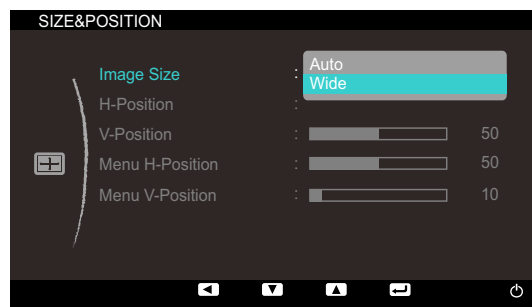 SIZE&POSITION
Image Size : Auto
Wide
H-Position :
V-Position : 50
Menu H-Position : 50
Menu V-Position : 10